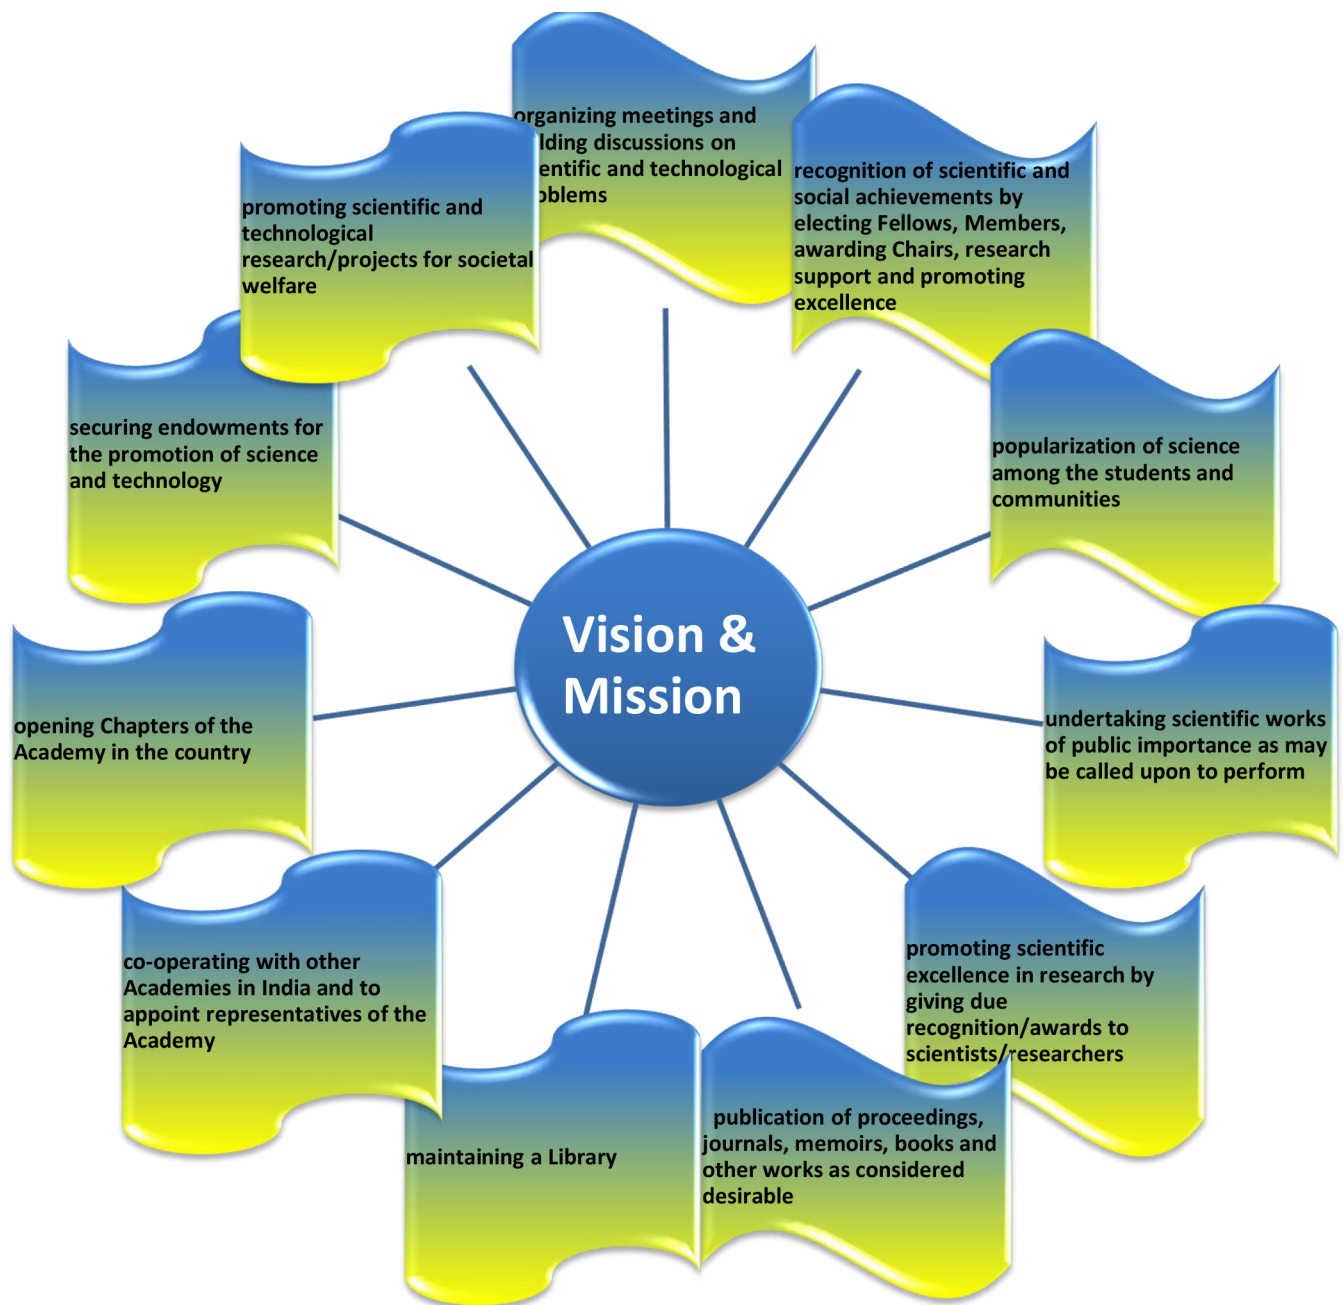 Vision &
Mission
organizing meetings and
lding discussions on
entific and technological
oblems
recognition of scientific and
social achievements by
electing Fellows, Members,
awarding Chairs, research
support and promoting
excellence
popularization of science
among the students and
communities
undertaking scientific works
of public importance as may
be called upon to perform
promoting scientific
excellence in research by
giving due
recognition/awards to
scientists/researchers
publication of proceedings,
journals, memoirs, books and
other works as considered
desirable
maintaining a Library
co-operating with other
Academies in India and to
appoint representatives of the
Academy
opening Chapters of the
Academy in the country
securing endowments for
the promotion of science
and technology
promoting scientific and
technological
research/projects for societal
welfare